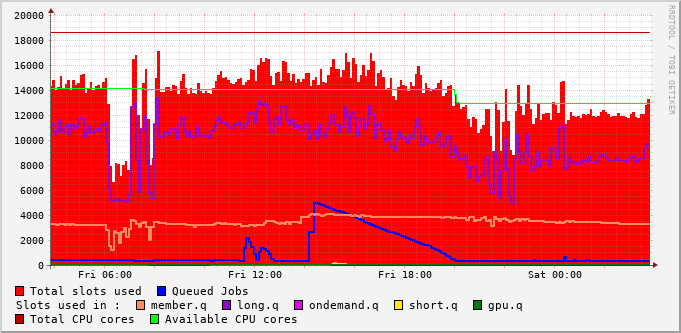 20000
18000
16000
14000
12000
10000
8000
6000
4000
2000
0
Fri 06:00 Fri 12:00 Fri 18:00 Sat 00:00
Total slots used Queued Jobs
Slots used in : member.q long.q ondemand.q short.q gpu.q
Total CPU cores Available CPU cores
RRDTOOL / TOBI OETIKER